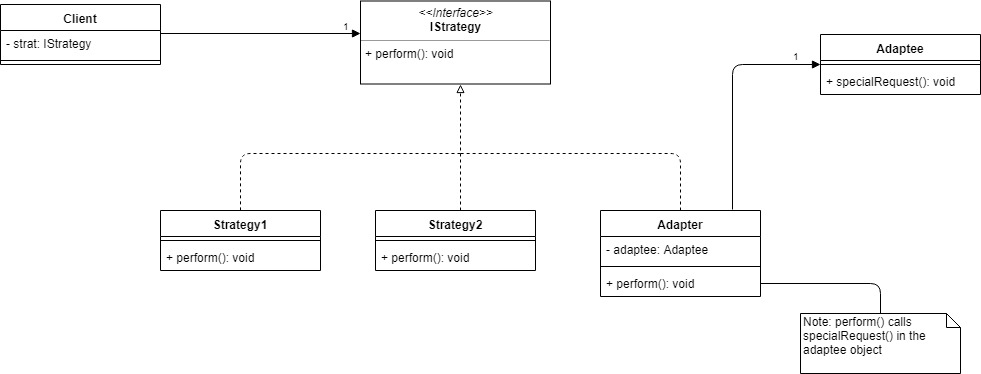 Client
- strat: IStrategy
1
<<Interface>>
IStrategy
+ perform(): void
1
Adaptee
+ specialRequest(): void
Strategy1
+ perform(): void
Strategy2
+ perform(): void
Adapter
- adaptee: Adaptee
+ perform(): void
Note: perform() calls
specialRequest() in the
adaptee object